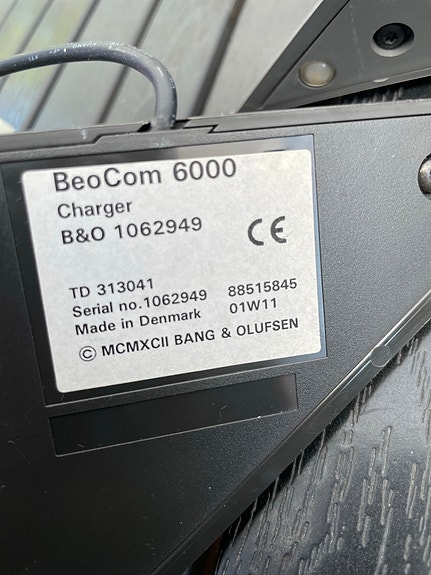 BeoCom 6000
Charger
B&O 1062949
CE
TD 313041
Serial no.1062949 88515845
Made in Denmark 01W11
© MCMXCII BANG & OLUFSEN